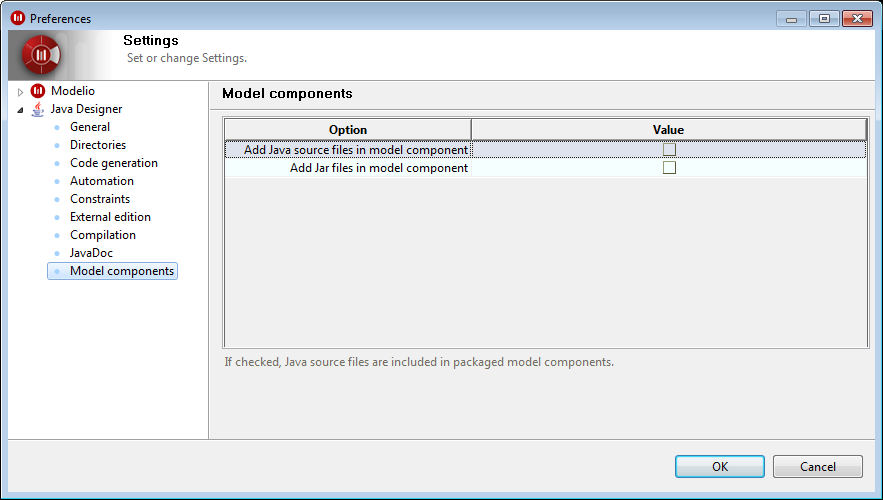 Preferences
Settings
Set or change Settings.
Modelio
Java Designer
General
Directories
Code generation
Automation
Constraints
External edition
Compilation
JavaDoc
Model components
Model components
Option Value
Add Java source files in model component
Add Jar files in model component
If checked, Java source files are included in packaged model components.
OK Cancel